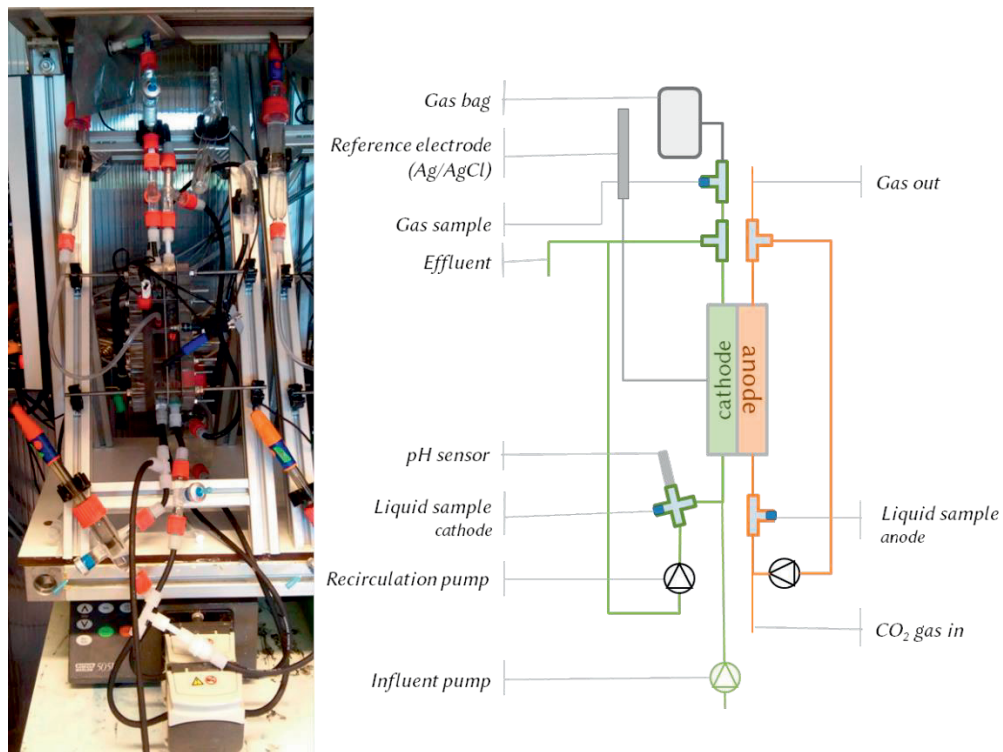 Gas bag
Reference electrode
(Ag/AgCl)
Gas sample
Effluent
Gas out
cathode
anode
pH sensor
Liquid sample
cathode
Liquid sample
anode
Recirculation pump
CO₂ gas in
Influent pump